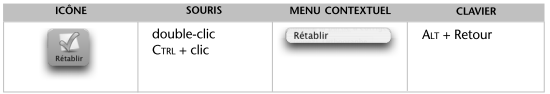 ICÔNE SOURIS MENU CONTEXTUEL CLAVIER
Rétablir double-clic Rétablir ALT + Retour
CTRL + clic